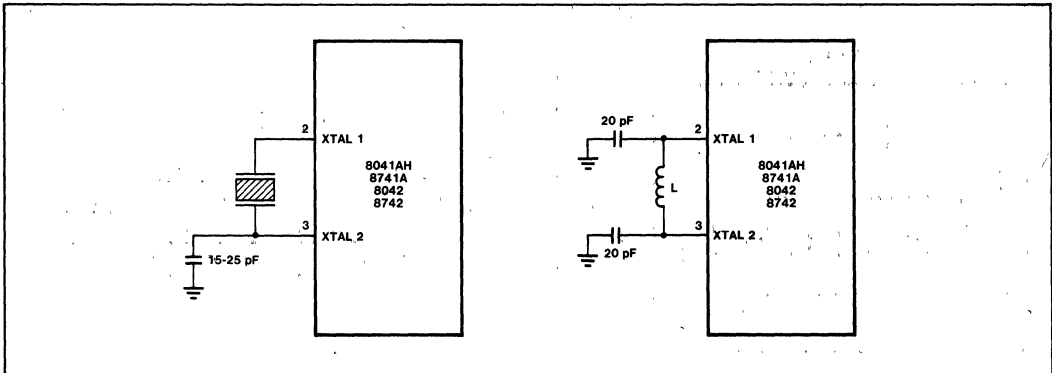 2
XTAL 1
8041AH
8741A
8042
8742
3
XTAL 2
15-25 pF
20 pF
2
XTAL 1
8041AH
8741A
8042
8742
L
3
XTAL 2
20 pF